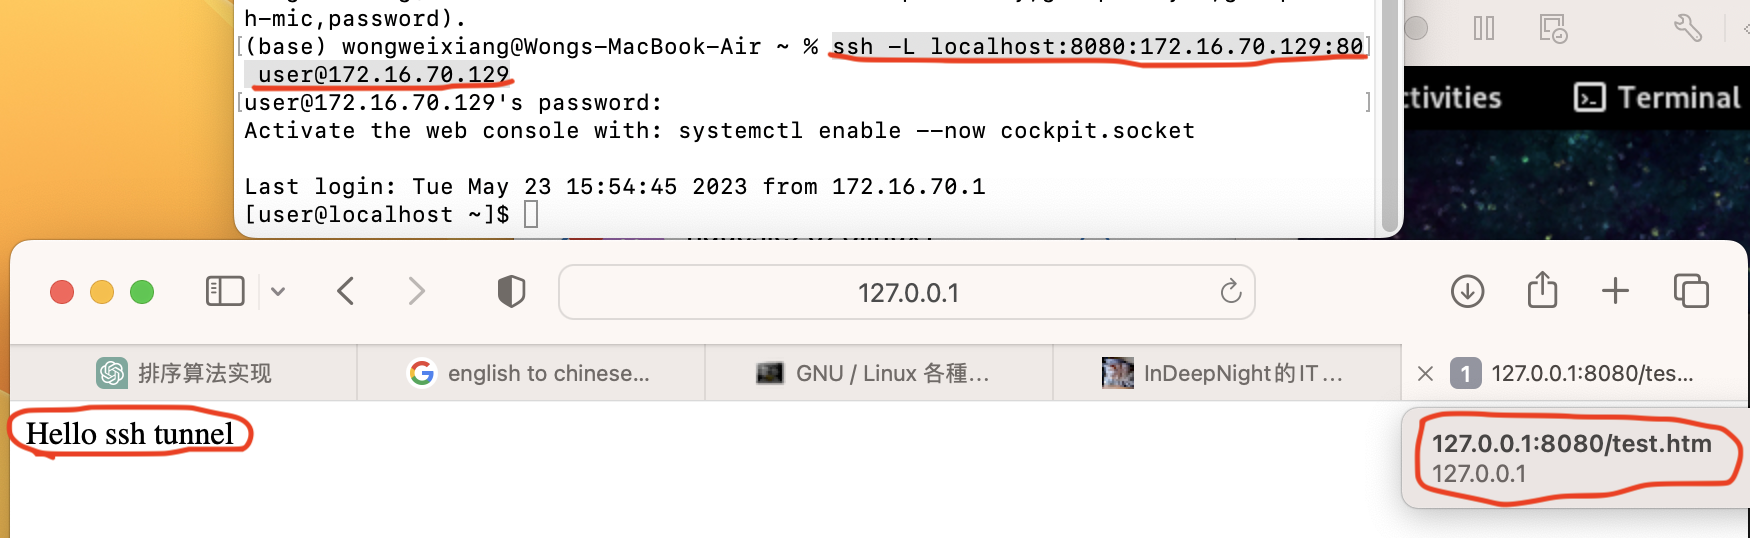 h-mic,password).
[(base) wongweixiang@Wongs-MacBook-Air ~ % ssh -L localhost:8080:172.16.70.129:80]
user@172.16.70.129
[user@172.16.70.129's password: ]
Activate the web console with: systemctl enable --now cockpit.socket
Last login: Tue May 23 15:54:45 2023 from 172.16.70.1
[user@localhost ~]$
ctivities
Terminal
127.0.0.1
排序算法实现
english to chinese...
GNU / Linux 各種...
InDeepNight的IT...
1 127.0.0.1:8080/tes...
Hello ssh tunnel
127.0.0.1:8080/test.htm
127.0.0.1